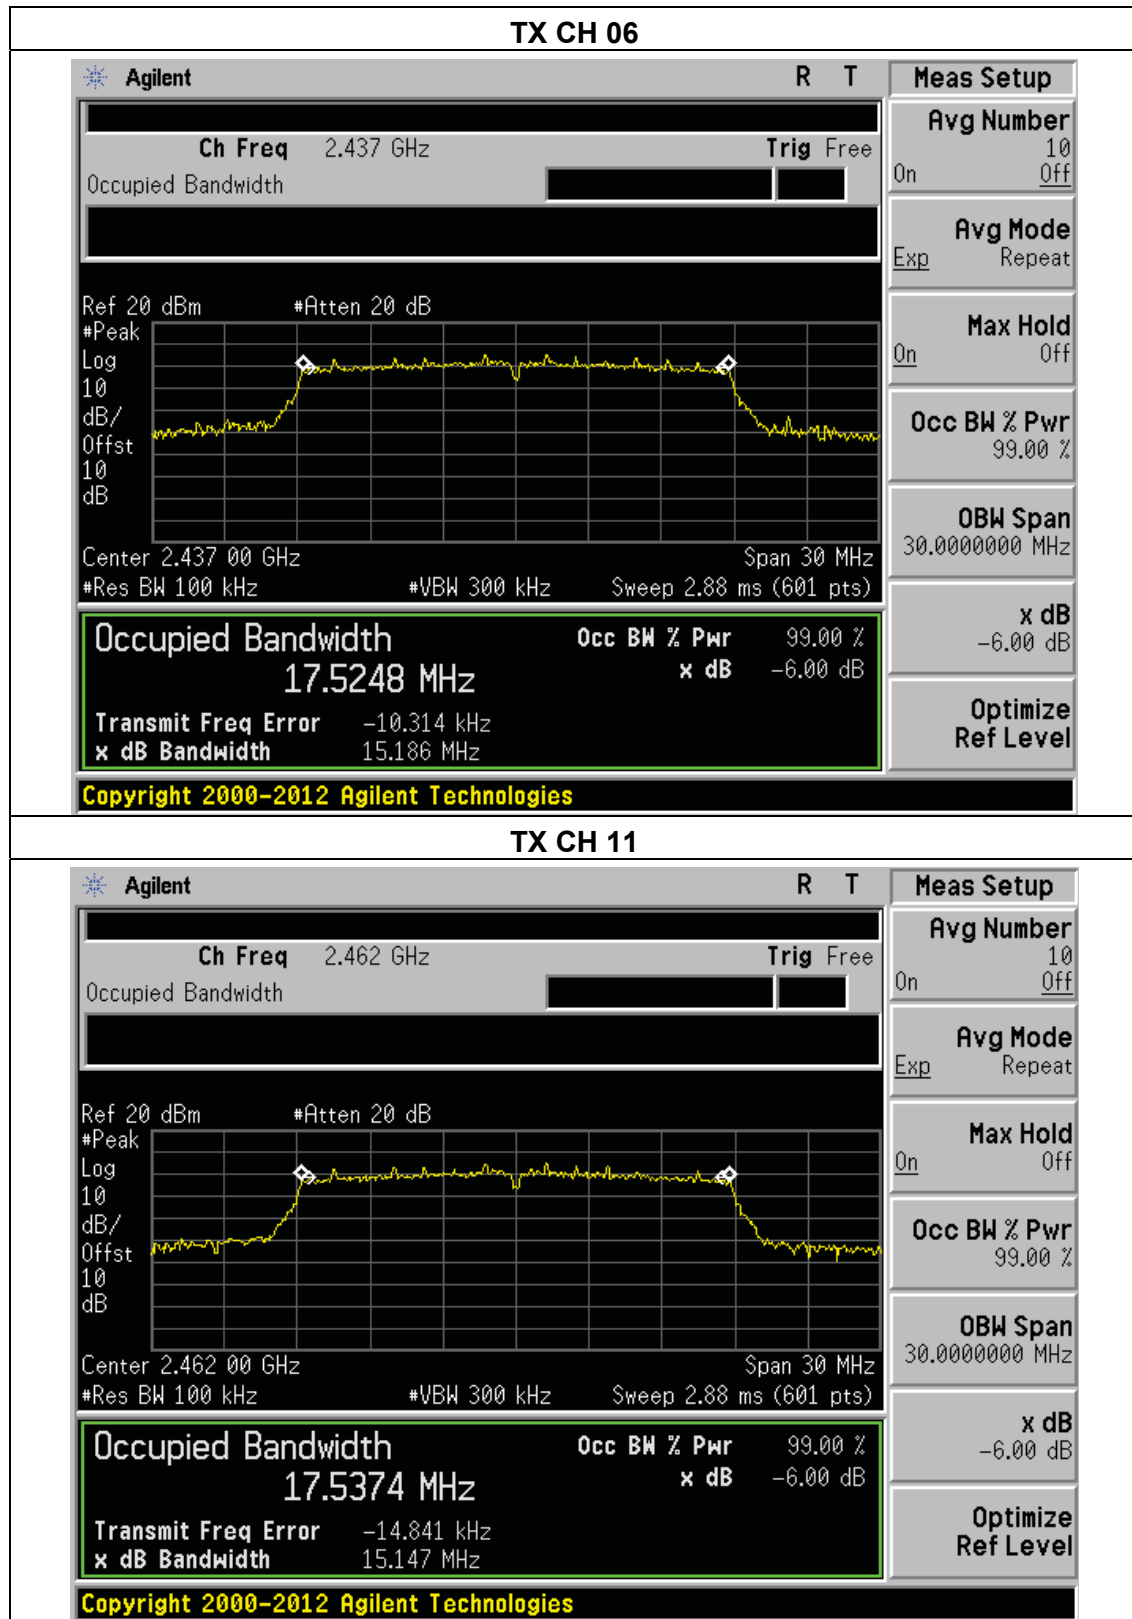 TX CH 06
Agilent R T Meas Setup
Avg Number
10
On Off
Ch Freq 2.437 GHz Trig Free
Occupied Bandwidth
Avg Mode
Exp Repeat
Max Hold
On Off
Occ BW % Pwr
99.00 %
OBW Span
30.0000000 MHz
x dB
-6.00 dB
Optimize
Ref Level
Ref 20 dBm #Atten 20 dB
#Peak
Log
10
dB/
Offst
10
dB
Center 2.437 00 GHz Span 30 MHz
#Res BW 100 kHz #VBW 300 kHz Sweep 2.88 ms (601 pts)
Occupied Bandwidth Occ BW % Pwr 99.00 %
17.5248 MHz x dB -6.00 dB
Transmit Freq Error -10.314 kHz
x dB Bandwidth 15.186 MHz
Copyright 2000-2012 Agilent Technologies
TX CH 11
Agilent R T Meas Setup
Avg Number
10
On Off
Ch Freq 2.462 GHz Trig Free
Occupied Bandwidth
Avg Mode
Exp Repeat
Max Hold
On Off
Occ BW % Pwr
99.00 %
OBW Span
30.0000000 MHz
x dB
-6.00 dB
Optimize
Ref Level
Ref 20 dBm #Atten 20 dB
#Peak
Log
10
dB/
Offst
10
dB
Center 2.462 00 GHz Span 30 MHz
#Res BW 100 kHz #VBW 300 kHz Sweep 2.88 ms (601 pts)
Occupied Bandwidth Occ BW % Pwr 99.00 %
17.5374 MHz x dB -6.00 dB
Transmit Freq Error -14.841 kHz
x dB Bandwidth 15.147 MHz
Copyright 2000-2012 Agilent Technologies